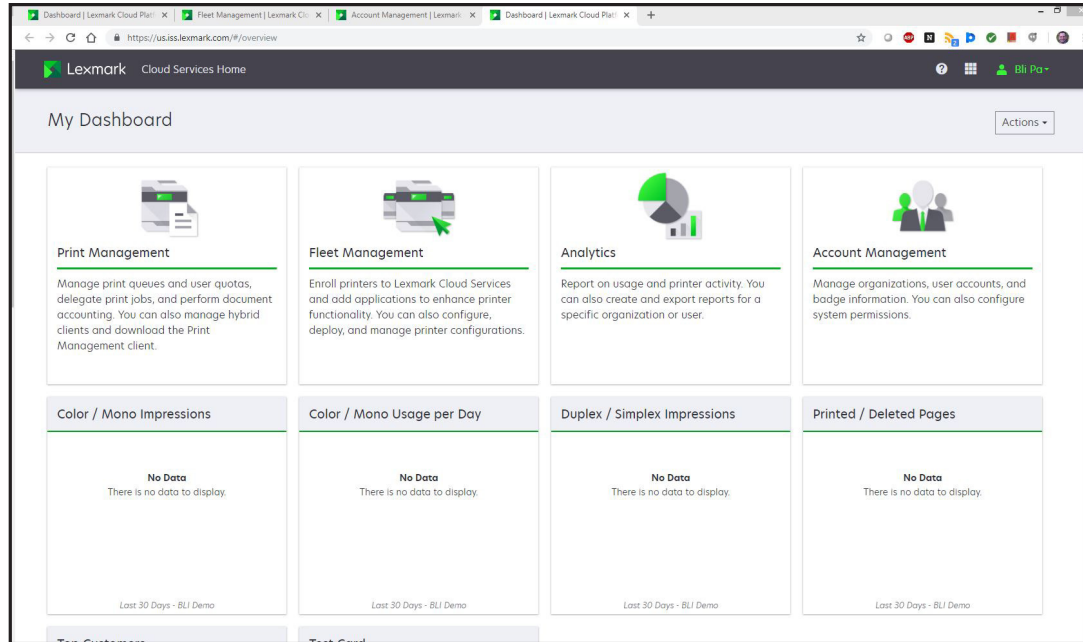 Dashboard | Lexmark Cloud Platf
Fleet Management | Lexmark Clo
Account Management | Lexmark
Dashboard | Lexmark Cloud Platf
https://us.iss.lexmark.com/#/overview
Lexmark Cloud Services Home
Bli Pa
My Dashboard
Actions
Print Management
Manage print queues and user quotas,
delegate print jobs, and perform document
accounting. You can also manage hybrid
clients and download the Print
Management client.
Fleet Management
Enroll printers to Lexmark Cloud Services
and add applications to enhance printer
functionality. You can also configure,
deploy, and manage printer configurations.
Analytics
Report on usage and printer activity. You
can also create and export reports for a
specific organization or user.
Account Management
Manage organizations, user accounts, and
badge information. You can also configure
system permissions.
Color / Mono Impressions
No Data
There is no data to display.
Last 30 Days - BLI Demo
Color / Mono Usage per Day
No Data
There is no data to display.
Last 30 Days - BLI Demo
Duplex / Simplex Impressions
No Data
There is no data to display.
Last 30 Days - BLI Demo
Printed / Deleted Pages
No Data
There is no data to display.
Last 30 Days - BLI Demo
Top Customers
Test Card